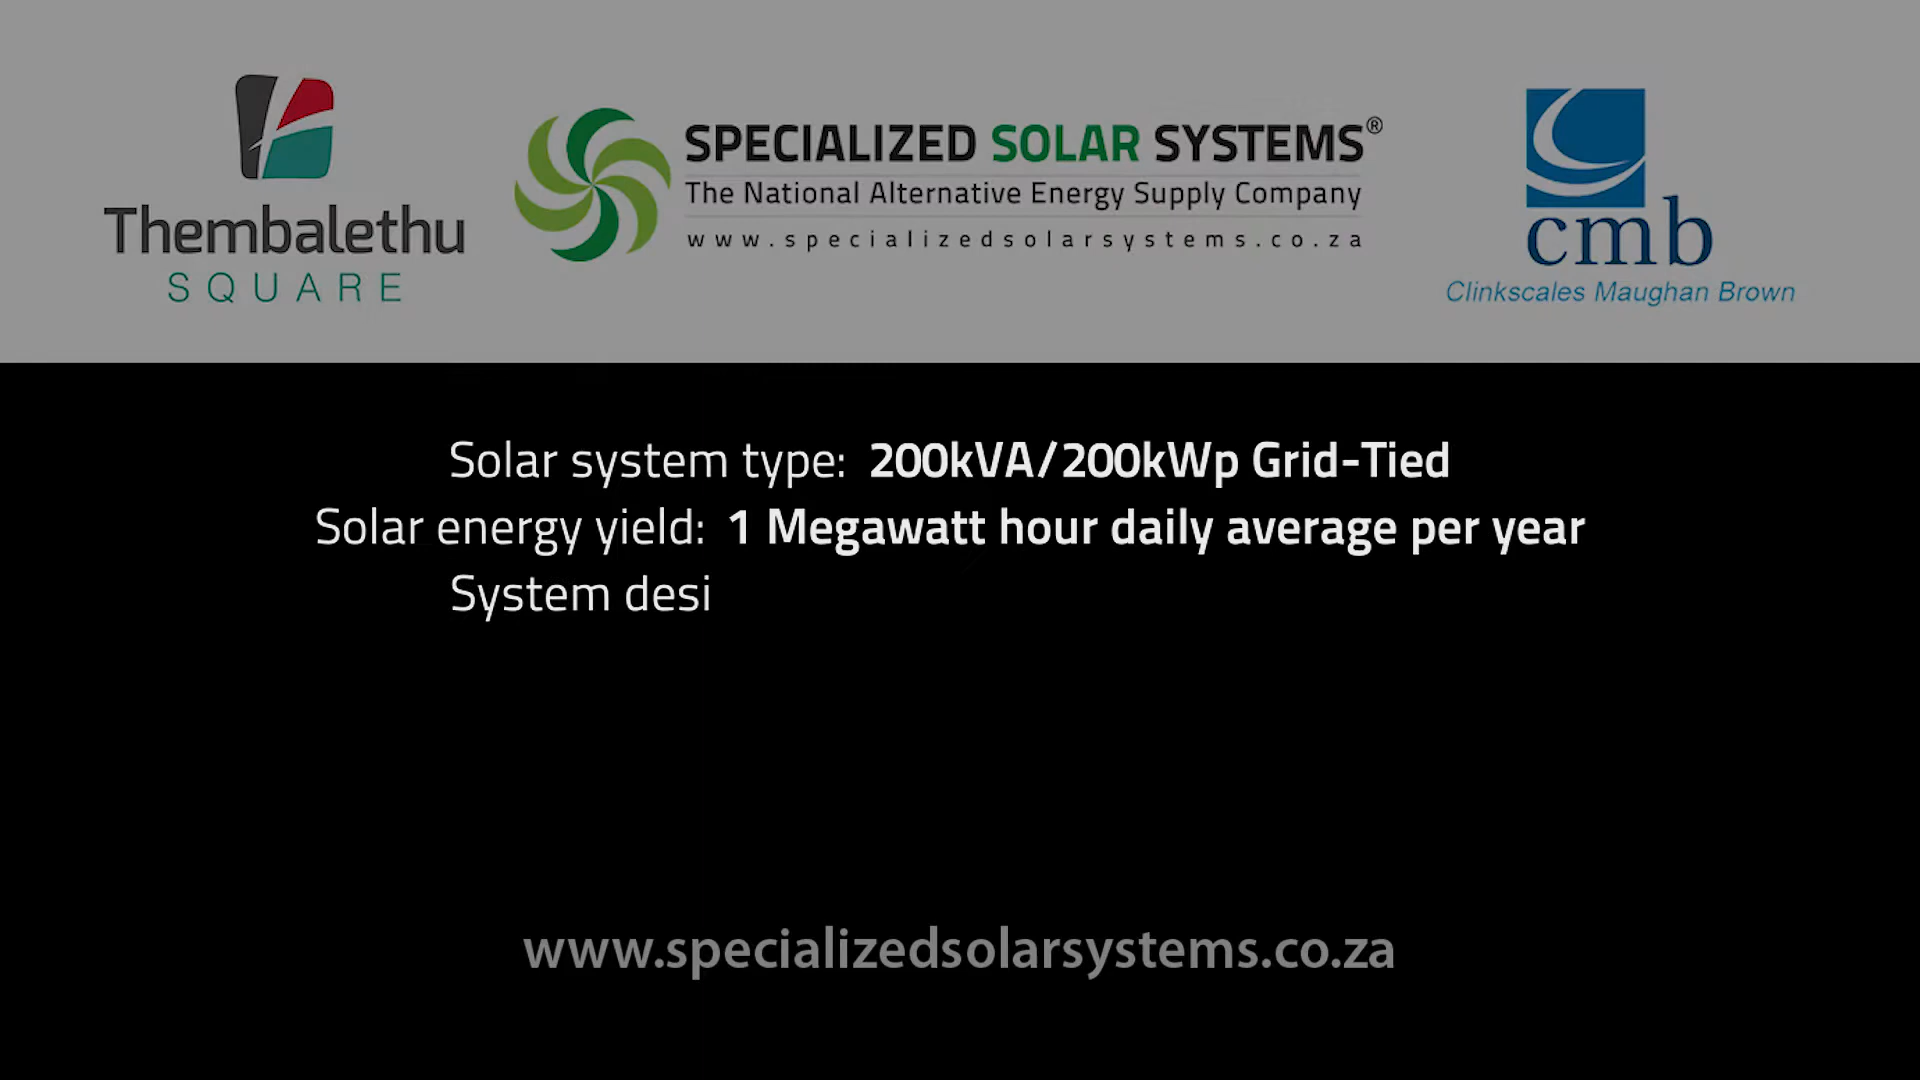 Thembalethu
SQUARE
SPECIALIZED SOLAR SYSTEMS®
The National Alternative Energy Supply Company
www.specializedsolarsystems.co.za
cmb
Clinkscales Maughan Brown
Solar system type: 200kVA/200kWp Grid-Tied
Solar energy yield: 1 Megawatt hour daily average per year
System desi
www.specializedsolarsystems.co.za